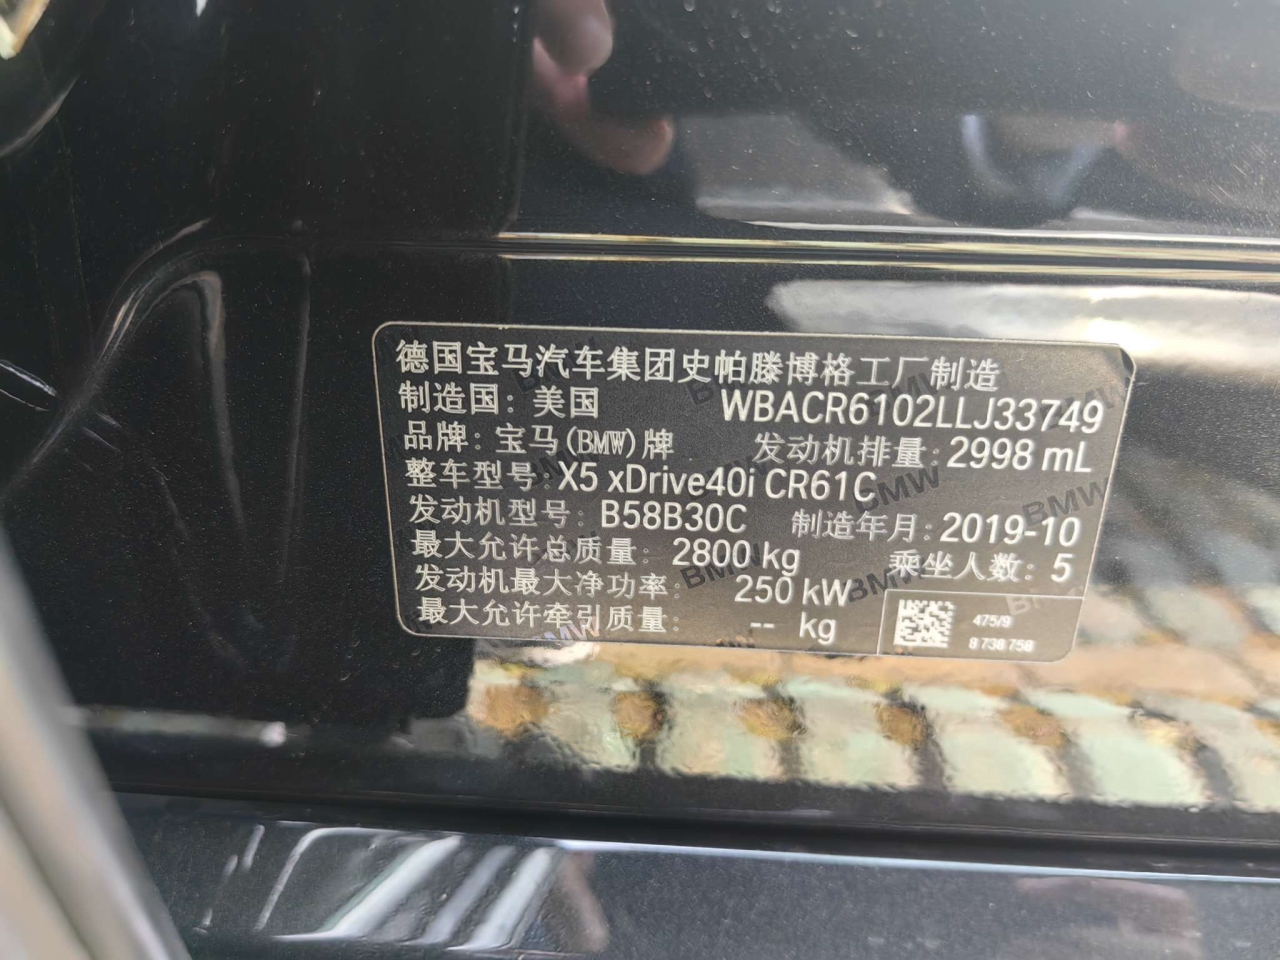 德国宝马汽车集团史帕滕博格工厂制造
制造国：美国 WBACR6102LLJ33749
品牌：宝马(BMW)牌 发动机排量：2998 mL
整车型号：X5 xDrive40i CR61C
发动机型号：B58B30C 制造年月：2019-10
最大允许总质量：2800 kg 乘坐人数：5
发动机最大净功率：250 kW
最大允许牵引质量：-- kg
475/9
8 738 758